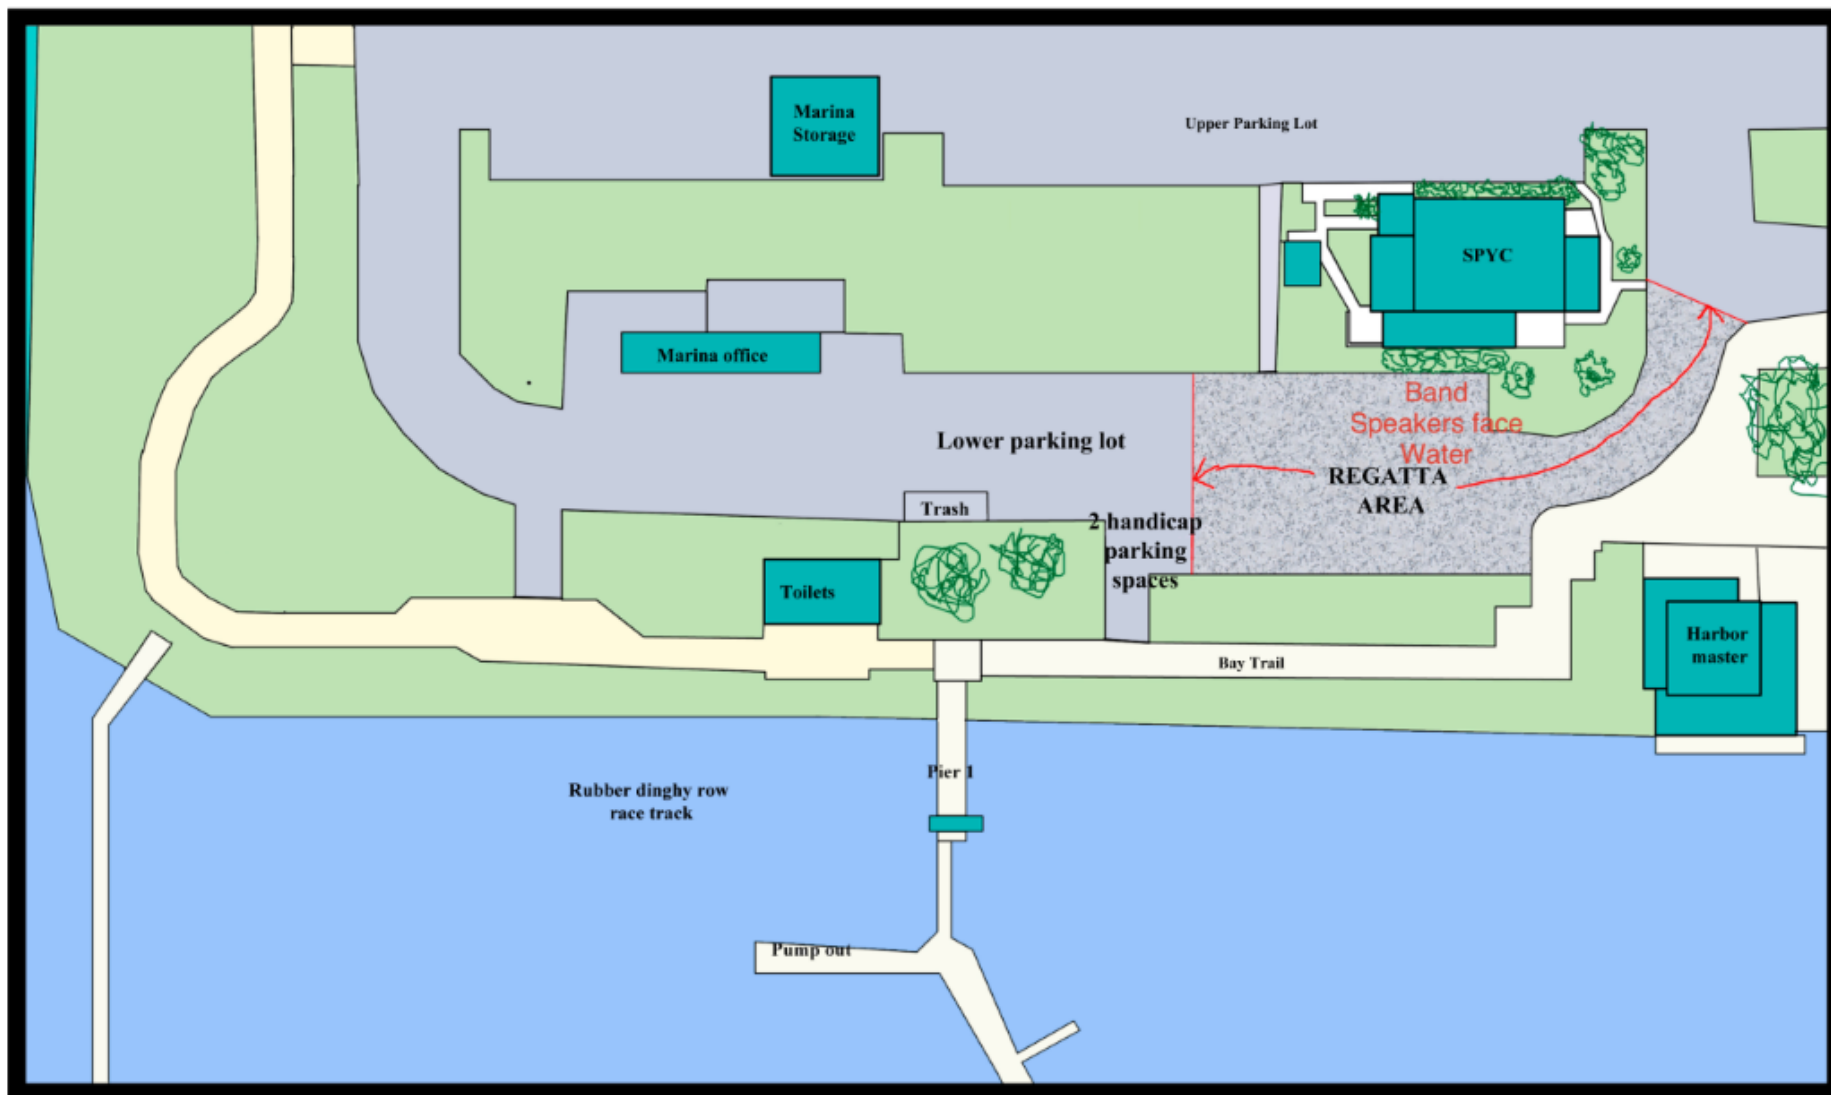 Marina
Storage
Upper Parking Lot
SPYC
Marina office
Band
Speakers face
Water
Lower parking lot
REGATTA
AREA
Trash
2 handicap
parking
spaces
Toilets
Harbor
master
Bay Trail
Pier 1
Rubber dinghy row
race track
Pump out